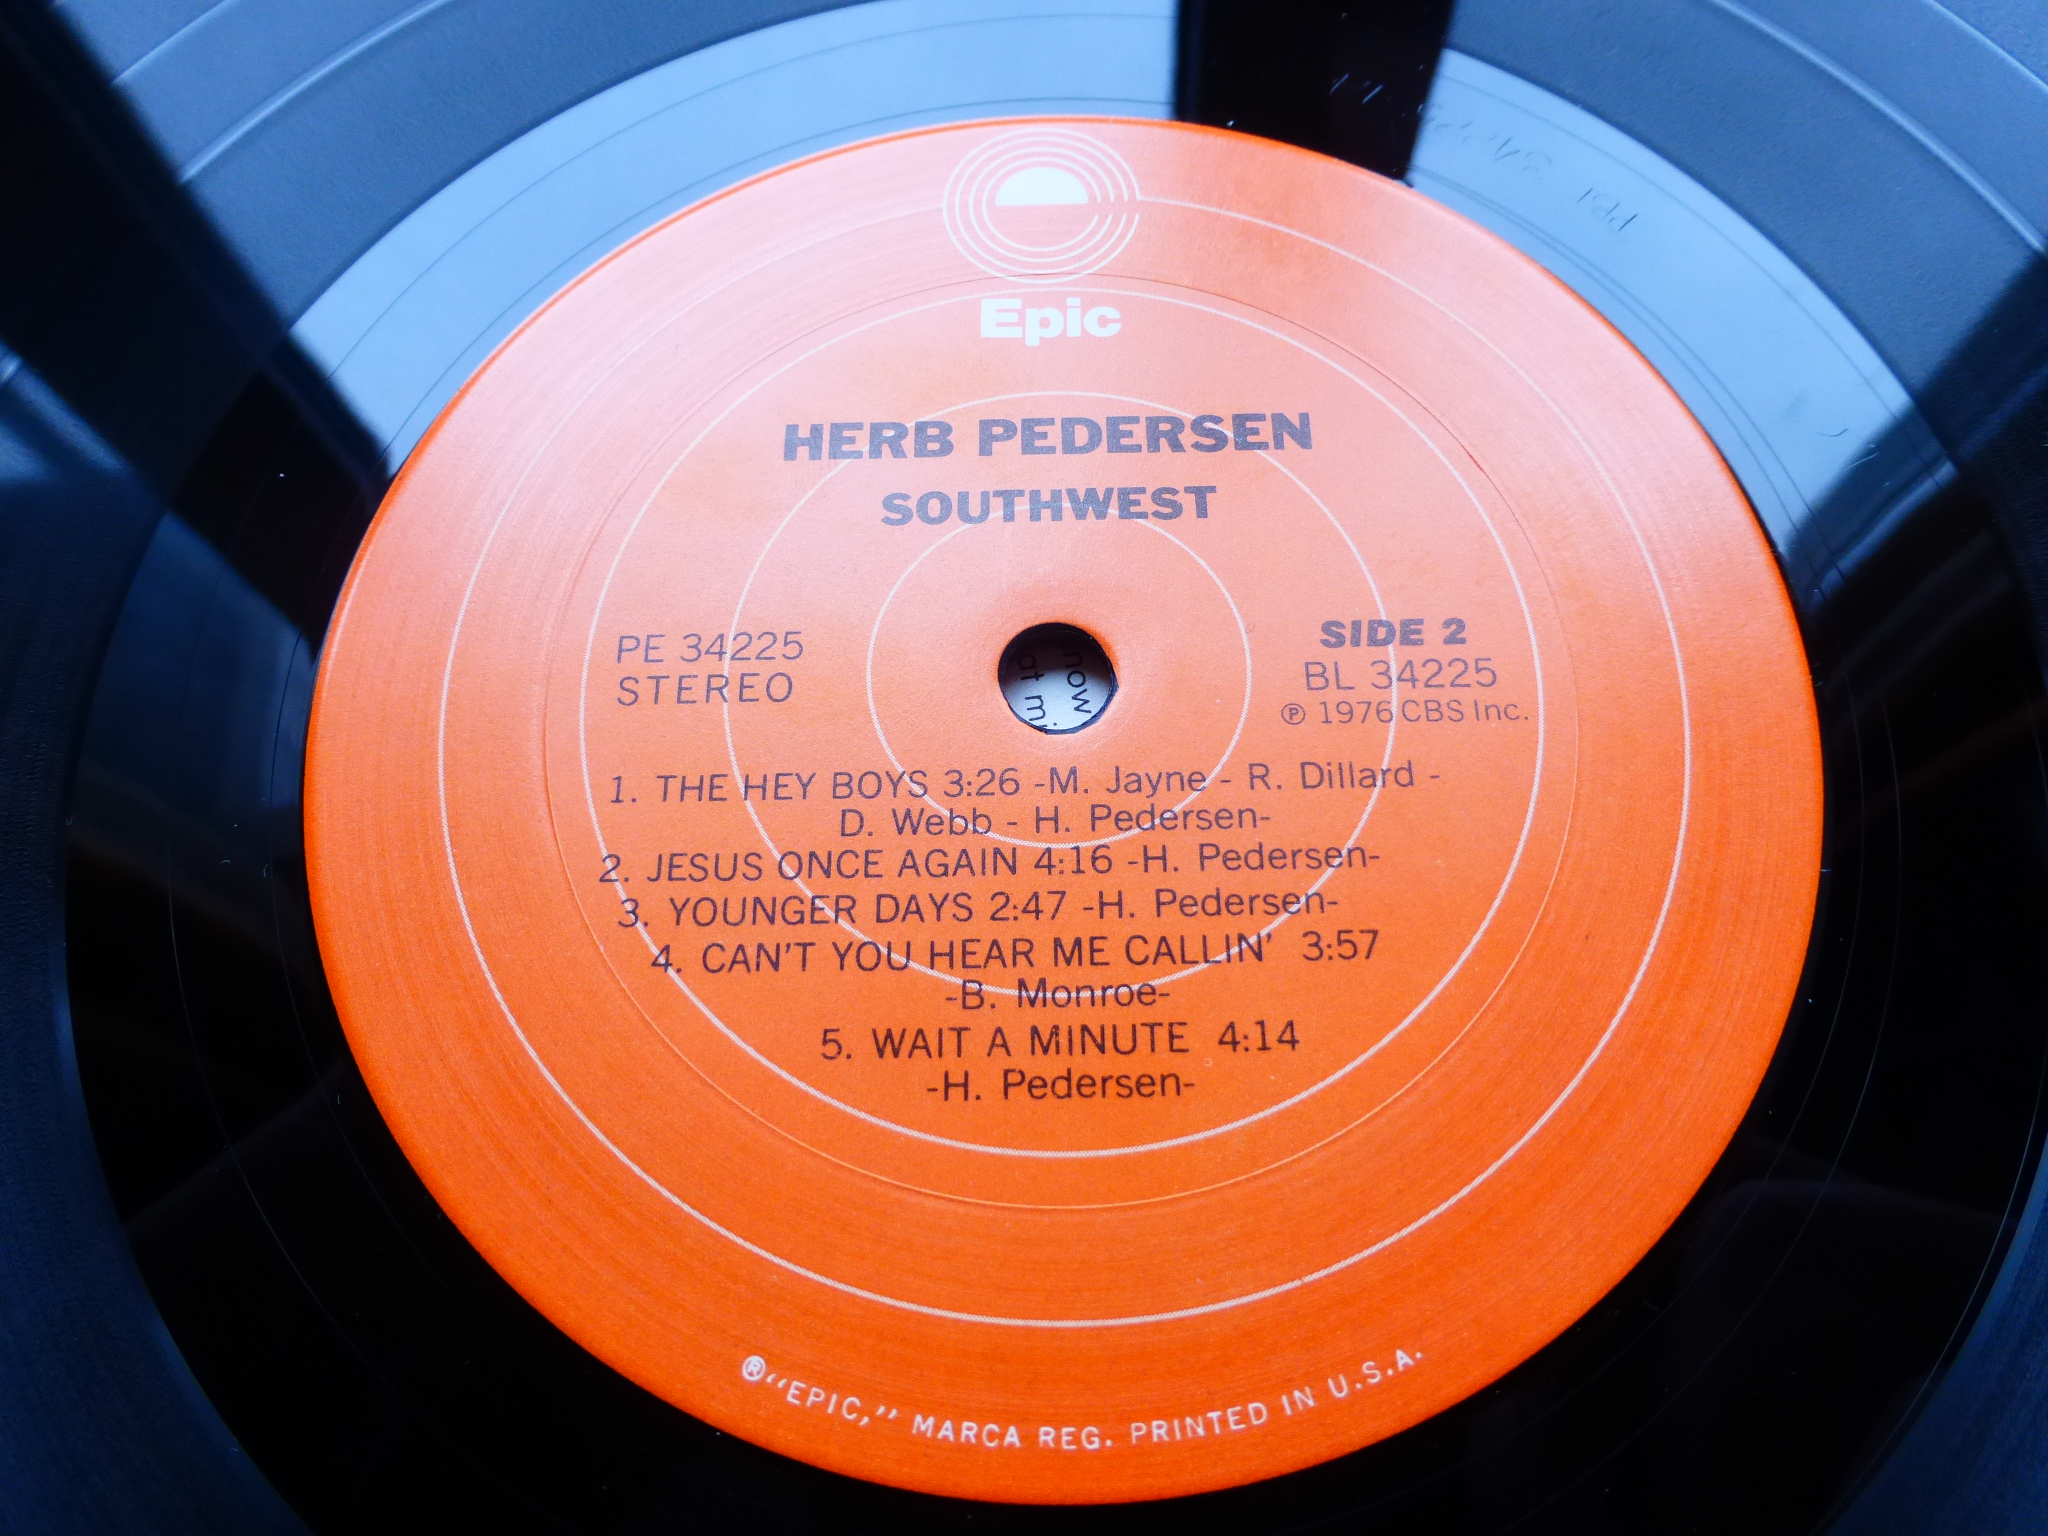 Epic
HERB PEDERSEN
SOUTHWEST
PE 34225
STEREO
SIDE 2
BL 34225
Ⓟ 1976 CBS Inc.
now
at mi
1. THE HEY BOYS 3:26 -M. Jayne - R. Dillard -
D. Webb - H. Pedersen-
2. JESUS ONCE AGAIN 4:16 -H. Pedersen-
3. YOUNGER DAYS 2:47 -H. Pedersen-
4. CAN'T YOU HEAR ME CALLIN' 3:57
-B. Monroe-
5. WAIT A MINUTE 4:14
-H. Pedersen-
®"EPIC," MARCA REG. PRINTED IN U.S.A.